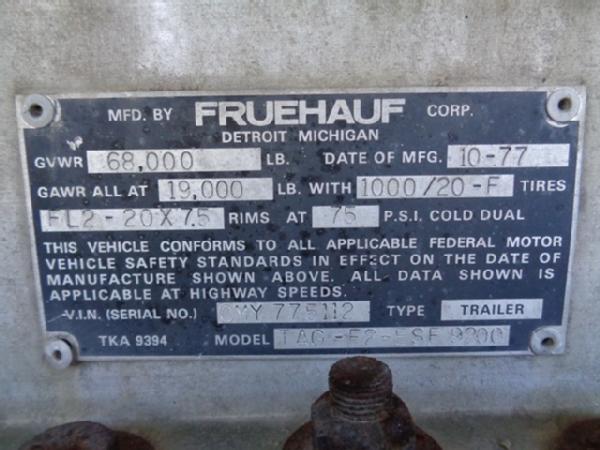 MFD. BY FRUEHAUF CORP.
DETROIT MICHIGAN
GVWR 68,000 LB. DATE OF MFG. 10-77
GAWR ALL AT 19,000 LB. WITH 1000/20-F TIRES
FL2-20X7.5 RIMS AT 75 P.S.I. COLD DUAL
THIS VEHICLE CONFORMS TO ALL APPLICABLE FEDERAL MOTOR
VEHICLE SAFETY STANDARDS IN EFFECT ON THE DATE OF
MANUFACTURE SHOWN ABOVE. ALL DATA SHOWN IS
APPLICABLE AT HIGHWAY SPEEDS.
V.I.N. (SERIAL NO.) TYPE TRAILER
TKA 9394 MODEL